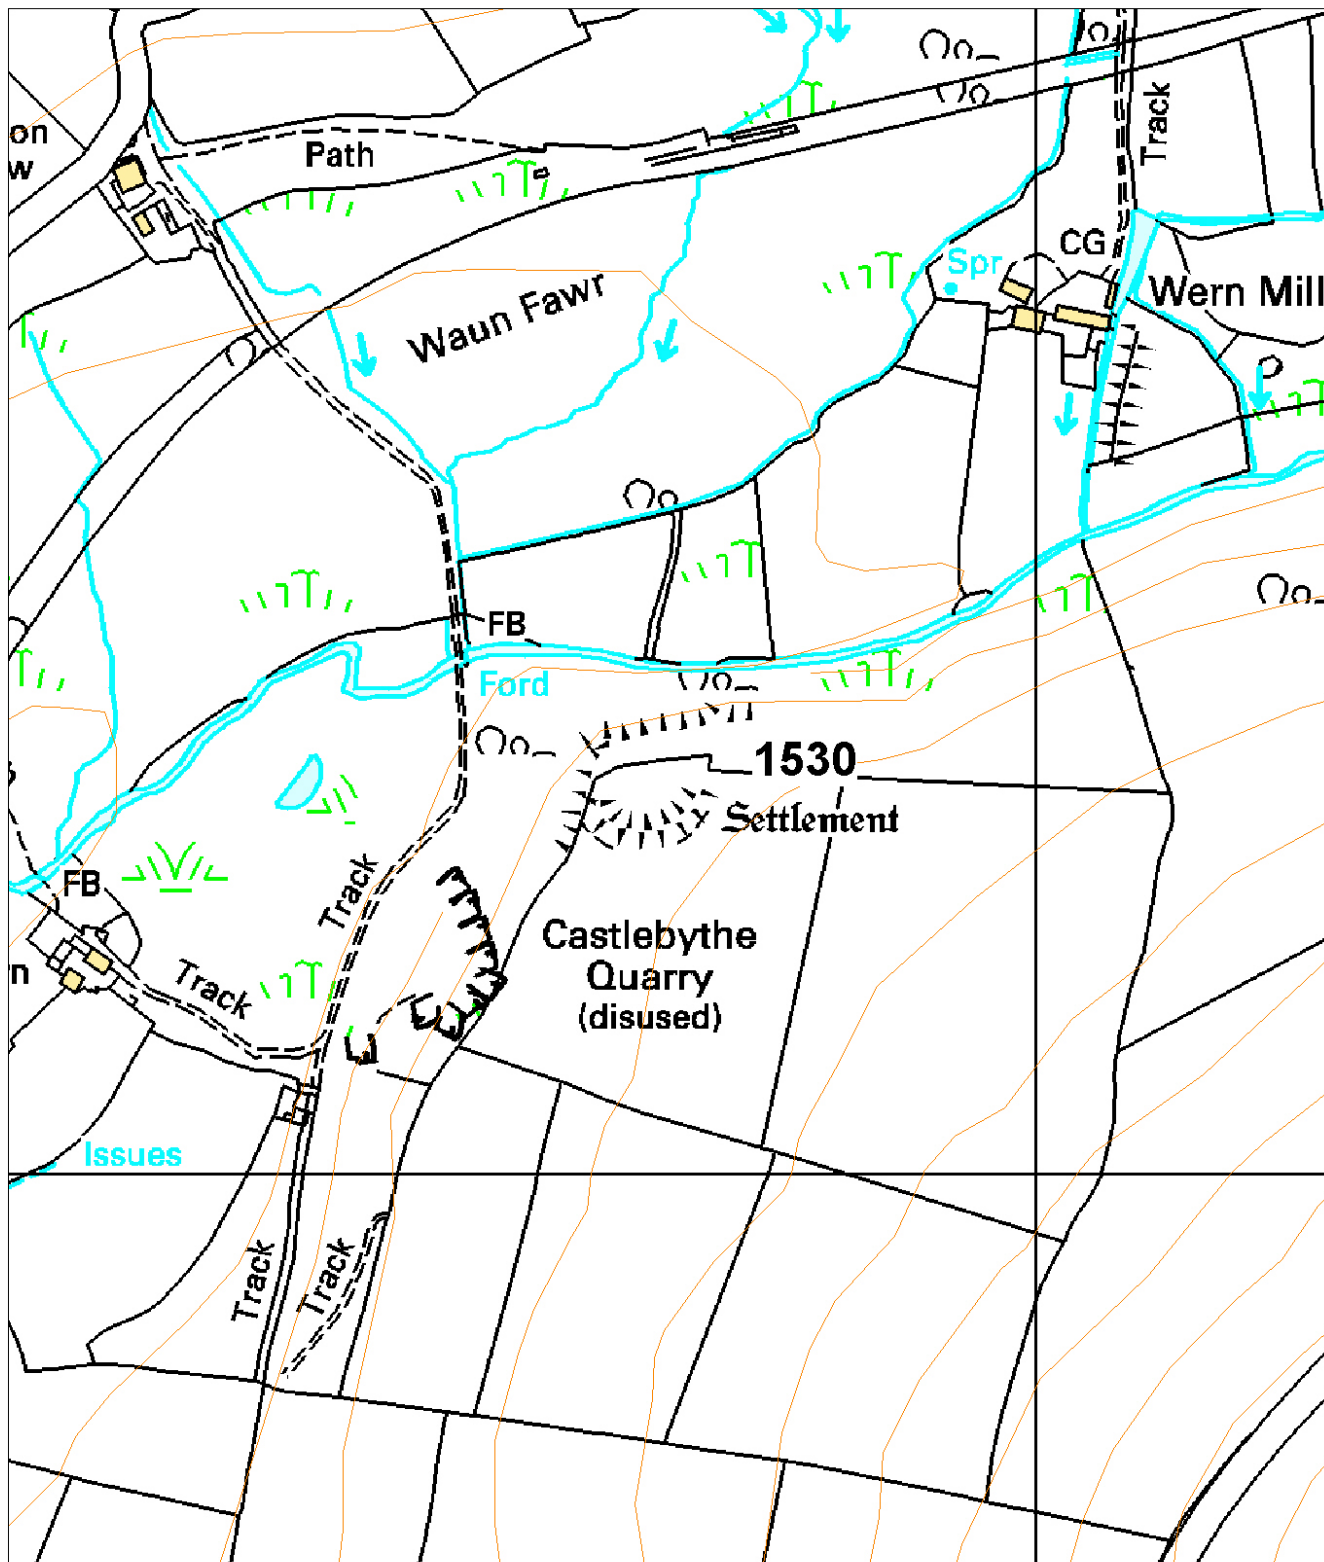 on
w
Path
Track
CG
Spr
Wern Mill
Waun Fawr
FB
Ford
1530
Settlement
Track
FB
Castlebythe
Quarry
(disused)
n
Track
Issues
Track
Track